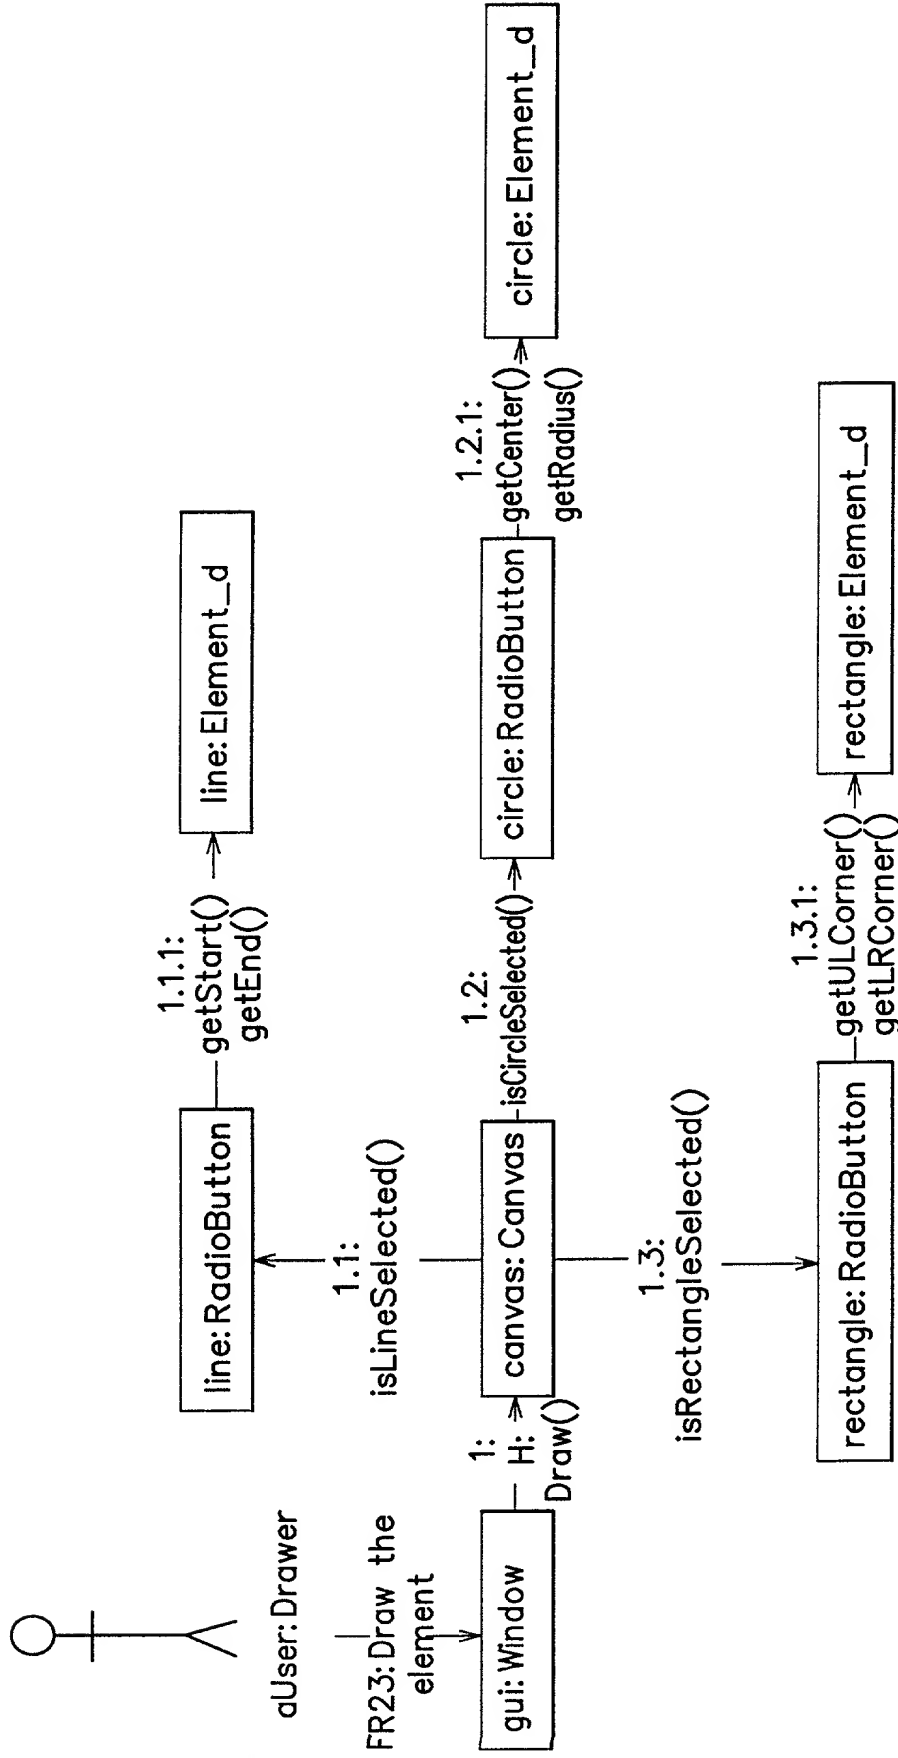 aUser:Drawer
FR23:Draw the
element
gui:Window
1:
H:
Draw()
canvas:Canvas
1.1:
isLineSelected()
line:RadioButton
1.1.1:
getStart()
getEnd()
line:Element_d
1.2:
isCircleSelected()
circle:RadioButton
1.2.1:
getCenter()
getRadius()
circle:Element_d
1.3:
isRectangleSelected()
rectangle:RadioButton
1.3.1:
getULCorner()
getLRCorner()
rectangle:Element_d